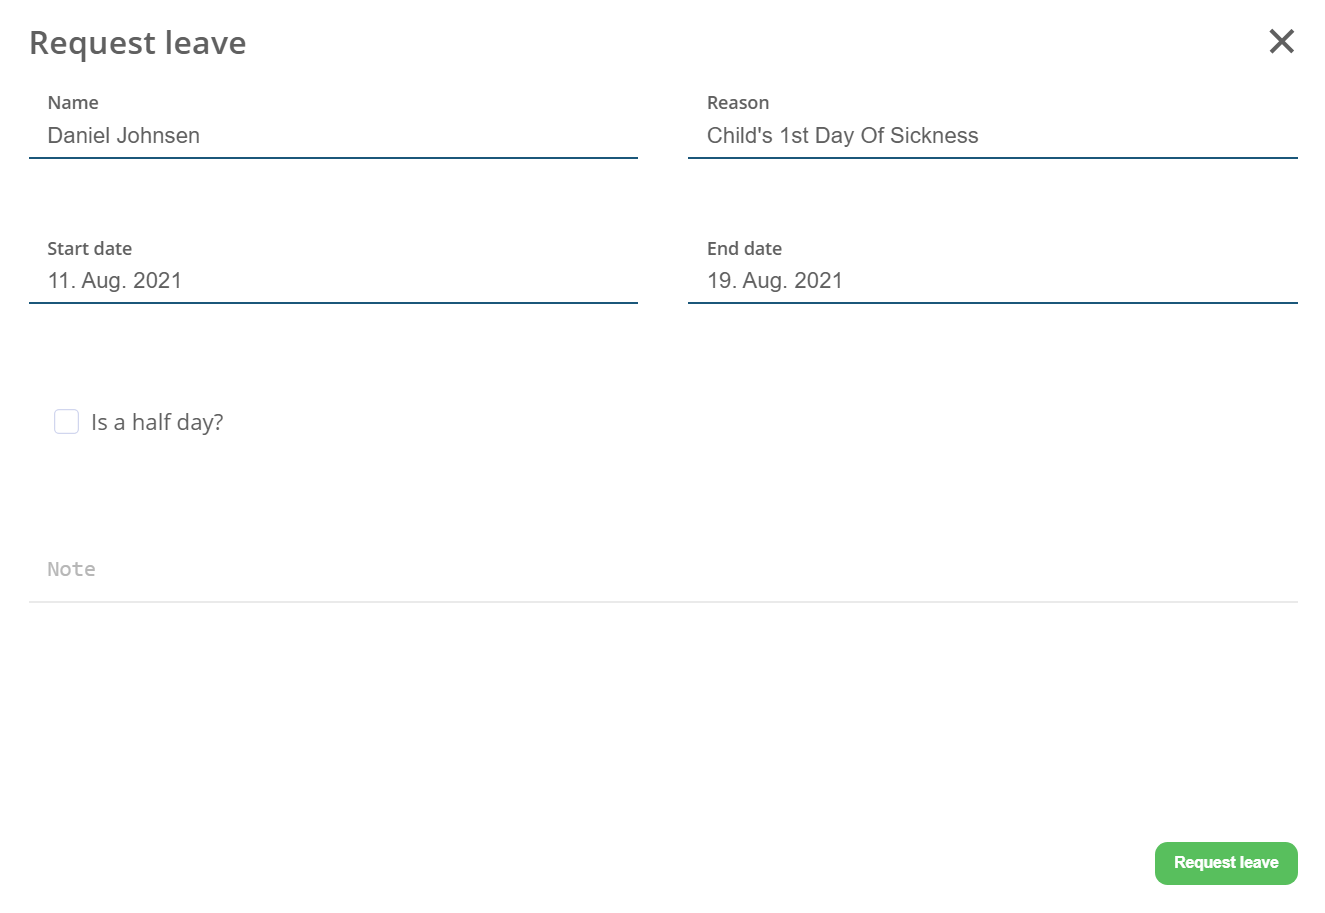 Request leave
Name
Daniel Johnsen
Reason
Child's 1st Day Of Sickness
Start date
11. Aug. 2021
End date
19. Aug. 2021
Is a half day?
Note
Request leave